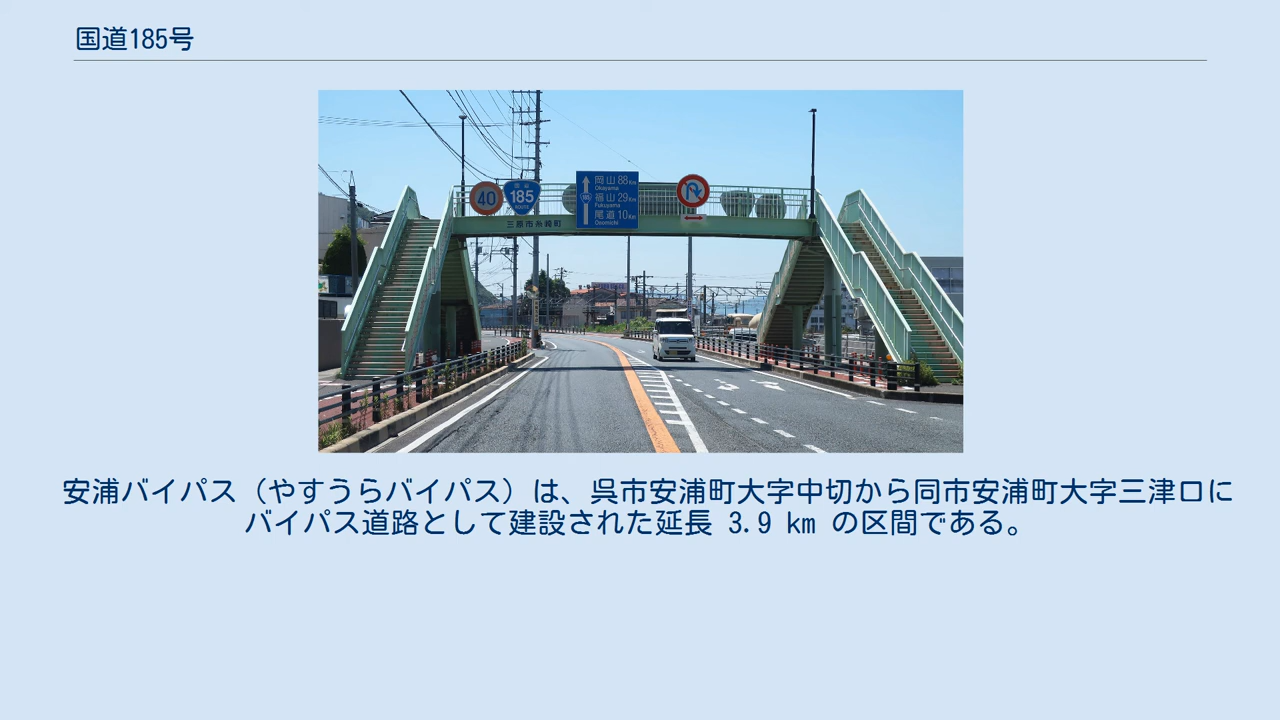 国道185号
40
国道
185
ROUTE
岡山 88Km
Okayama
185
福山 29Km
Fukuyama
尾道 10Km
Onomichi
三原市糸崎町
安浦バイパス（やすうらバイパス）は、呉市安浦町大字中切から同市安浦町大字三津口に
バイパス道路として建設された延長 3.9 km の区間である。